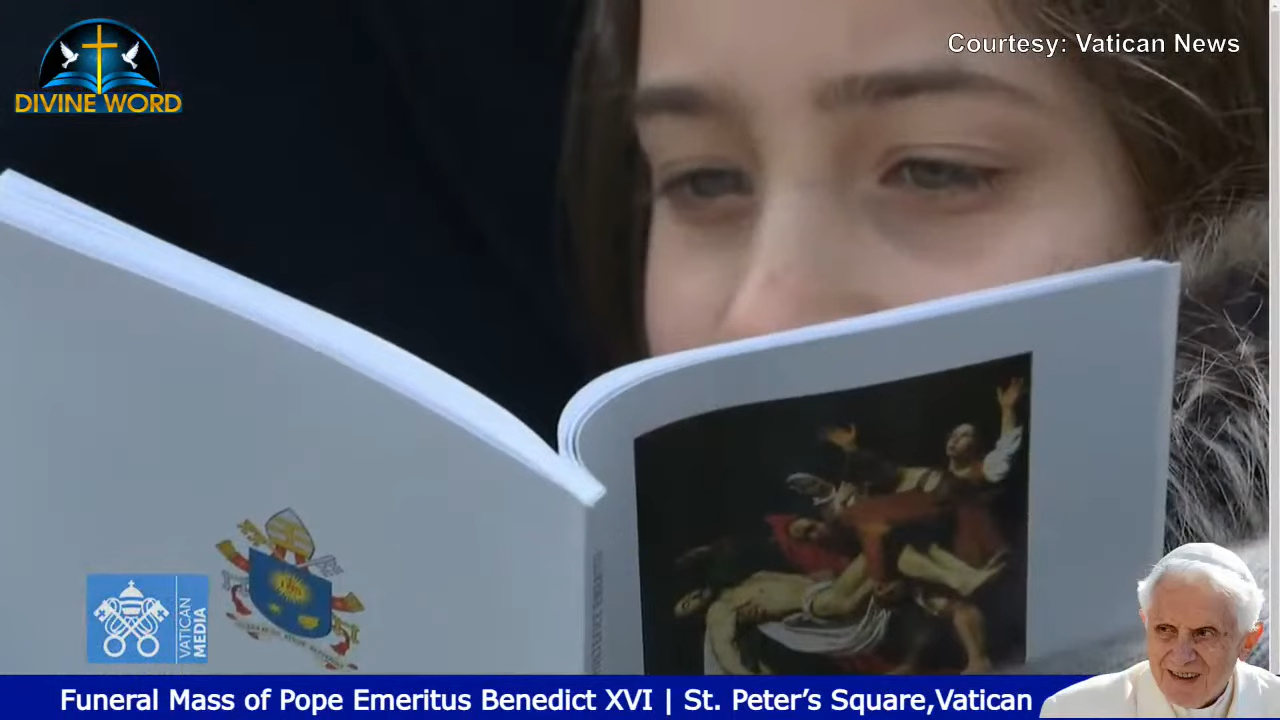 DIVINE WORD
Courtesy: Vatican News
VATICAN
MEDIA
Funeral Mass of Pope Emeritus Benedict XVI | St. Peter’s Square,Vatican